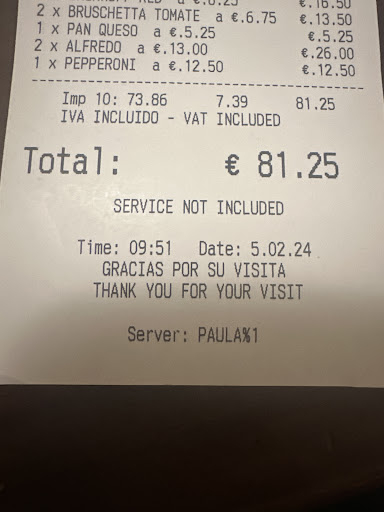 2 x BRUSCHETTA TOMATE a €.6.75 €.13.50
1 x PAN QUESO a €.5.25 €.5.25
2 x ALFREDO a €.13.00 €.26.00
1 x PEPPERONI a €.12.50 €.12.50
Imp 10: 73.86 7.39 81.25
IVA INCLUIDO - VAT INCLUDED
Total: € 81.25
SERVICE NOT INCLUDED
Time: 09:51 Date: 5.02.24
GRACIAS POR SU VISITA
THANK YOU FOR YOUR VISIT
Server: PAULA%1